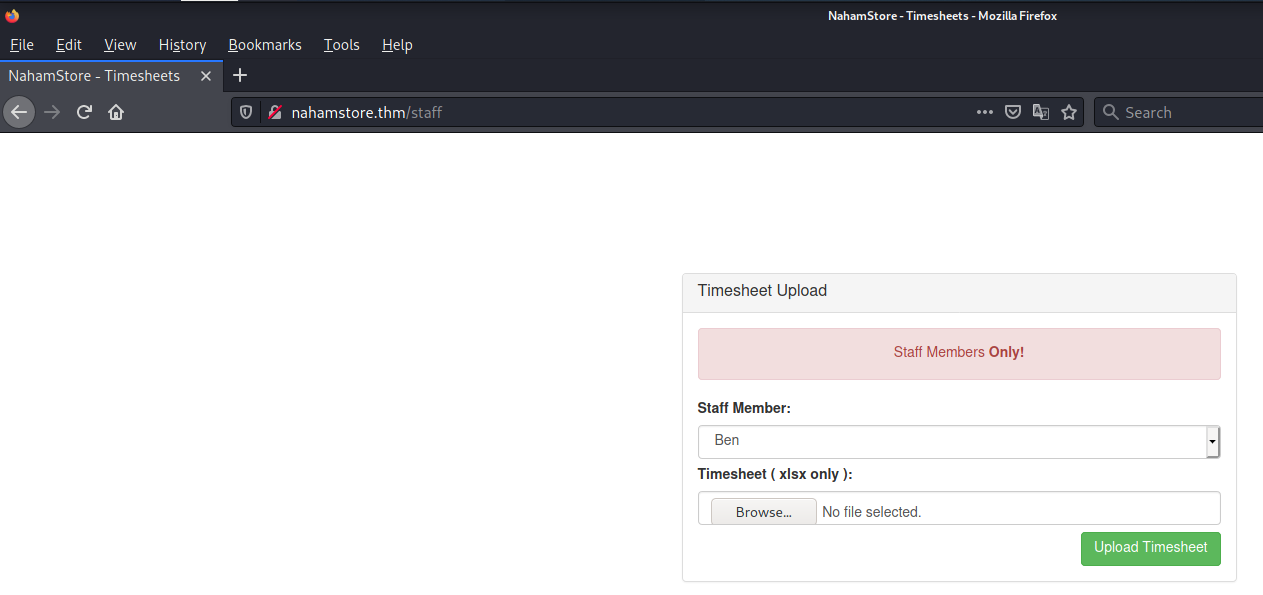 NahamStore - Timesheets - Mozilla Firefox
File Edit View History Bookmarks Tools Help
NahamStore - Timesheets
nahamstore.thm/staff
Search
Timesheet Upload
Staff Members Only!
Staff Member:
Ben
Timesheet ( xlsx only ):
Browse... No file selected.
Upload Timesheet